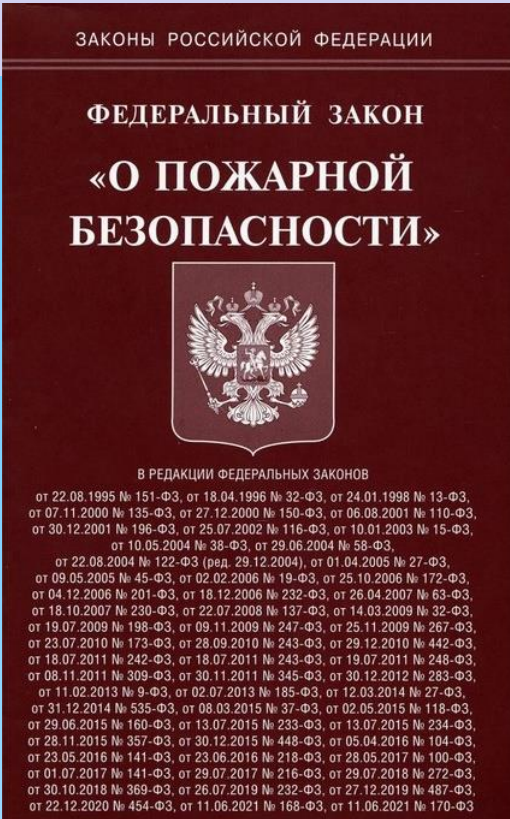 ЗАКОНЫ РОССИЙСКОЙ ФЕДЕРАЦИИ
ФЕДЕРАЛЬНЫЙ ЗАКОН
«О ПОЖАРНОЙ
БЕЗОПАСНОСТИ»
В РЕДАКЦИИ ФЕДЕРАЛЬНЫХ ЗАКОНОВ
от 22.08.1995 № 151-ФЗ, от 18.04.1996 № 32-ФЗ, от 24.01.1998 № 13-ФЗ,
от 07.11.2000 № 135-ФЗ, от 27.12.2000 № 150-ФЗ, от 06.08.2001 № 110-ФЗ,
от 30.12.2001 № 196-ФЗ, от 25.07.2002 № 116-ФЗ, от 10.01.2003 № 15-ФЗ,
от 10.05.2004 № 38-ФЗ, от 29.06.2004 № 58-ФЗ,
от 22.08.2004 № 122-ФЗ (ред. 29.12.2004), от 01.04.2005 № 27-ФЗ,
от 09.05.2005 № 45-ФЗ, от 02.02.2006 № 19-ФЗ, от 25.10.2006 № 172-ФЗ,
от 04.12.2006 № 201-ФЗ, от 18.12.2006 № 232-ФЗ, от 26.04.2007 № 63-ФЗ,
от 18.10.2007 № 230-ФЗ, от 22.07.2008 № 137-ФЗ, от 14.03.2009 № 32-ФЗ,
от 19.07.2009 № 198-ФЗ, от 09.11.2009 № 247-ФЗ, от 25.11.2009 № 267-ФЗ,
от 23.07.2010 № 173-ФЗ, от 28.09.2010 № 243-ФЗ, от 29.12.2010 № 442-ФЗ,
от 18.07.2011 № 242-ФЗ, от 18.07.2011 № 243-ФЗ, от 19.07.2011 № 248-ФЗ,
от 08.11.2011 № 309-ФЗ, от 30.11.2011 № 345-ФЗ, от 30.12.2012 № 283-ФЗ,
от 11.02.2013 № 9-ФЗ, от 02.07.2013 № 185-ФЗ, от 12.03.2014 № 27-ФЗ,
от 31.12.2014 № 535-ФЗ, от 08.03.2015 № 37-ФЗ, от 02.05.2015 № 118-ФЗ,
от 29.06.2015 № 160-ФЗ, от 13.07.2015 № 233-ФЗ, от 13.07.2015 № 234-ФЗ,
от 28.11.2015 № 357-ФЗ, от 30.12.2015 № 448-ФЗ, от 05.04.2016 № 104-ФЗ,
от 23.05.2016 № 141-ФЗ, от 23.06.2016 № 218-ФЗ, от 28.05.2017 № 100-ФЗ,
от 01.07.2017 № 141-ФЗ, от 29.07.2017 № 216-ФЗ, от 29.07.2018 № 272-ФЗ,
от 30.10.2018 № 369-ФЗ, от 26.07.2019 № 232-ФЗ, от 27.12.2019 № 487-ФЗ,
от 22.12.2020 № 454-ФЗ, от 11.06.2021 № 168-ФЗ, от 11.06.2021 № 170-ФЗ